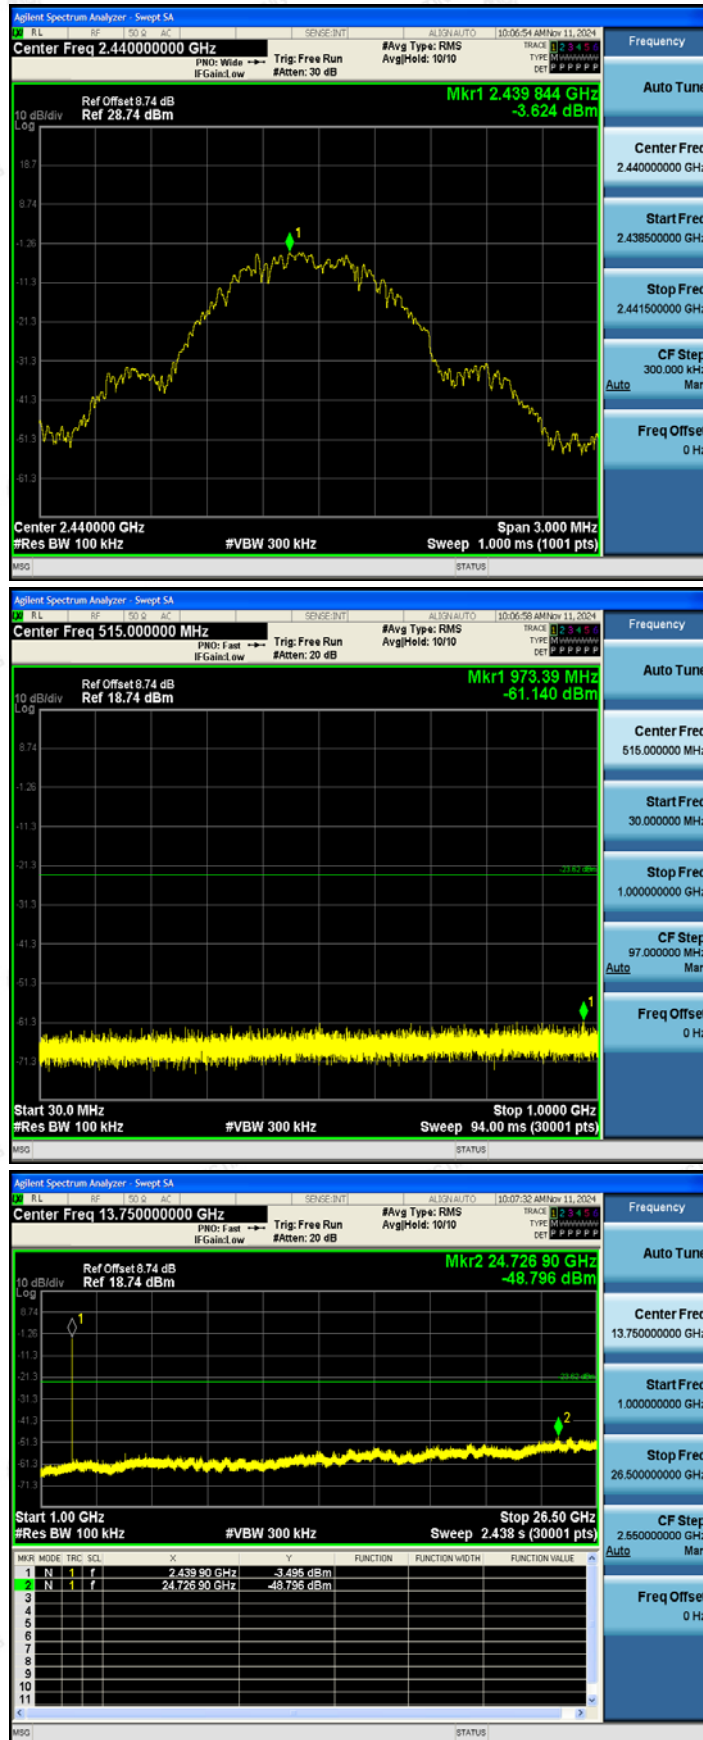 Agilent Spectrum Analyzer - Swept SA
RL RF 50 Ω AC SENSE:INT ALIGNAUTO 10:06:54 AM Nov 11, 2024
Center Freq 2.440000000 GHz
PNO: Wide
IFGain:Low
Trig: Free Run
#Atten: 30 dB
#Avg Type: RMS
Avg|Hold: 10/10
TRACE 1 2 3 4 5 6
TYPE M
DET P P P P P P
Frequency
Mkr1 2.439 844 GHz
-3.624 dBm
Ref Offset 8.74 dB
10 dB/div Ref 28.74 dBm
Log
18.7
8.74
-1.26
-11.3
-21.3
-31.3
-41.3
-51.3
-61.3
1
Center 2.440000 GHz Span 3.000 MHz
#Res BW 100 kHz #VBW 300 kHz Sweep 1.000 ms (1001 pts)
MSG STATUS
Auto Tune
Center Freq
2.440000000 GHz
Start Freq
2.438500000 GHz
Stop Freq
2.441500000 GHz
CF Step
300.000 kHz
Auto Man
Freq Offset
0 Hz
Agilent Spectrum Analyzer - Swept SA
RL RF 50 Ω AC SENSE:INT ALIGNAUTO 10:06:58 AM Nov 11, 2024
Center Freq 515.000000 MHz
PNO: Fast
IFGain:Low
Trig: Free Run
#Atten: 20 dB
#Avg Type: RMS
Avg|Hold: 10/10
TRACE 1 2 3 4 5 6
TYPE M
DET P P P P P P
Frequency
Mkr1 973.39 MHz
-61.140 dBm
Ref Offset 8.74 dB
10 dB/div Ref 18.74 dBm
Log
8.74
-1.26
-11.3
-21.3
-31.3
-41.3
-51.3
-61.3
-71.3
-23.62 dBm
1
Start 30.0 MHz Stop 1.0000 GHz
#Res BW 100 kHz #VBW 300 kHz Sweep 94.00 ms (30001 pts)
MSG STATUS
Auto Tune
Center Freq
515.000000 MHz
Start Freq
30.000000 MHz
Stop Freq
1.000000000 GHz
CF Step
97.000000 MHz
Auto Man
Freq Offset
0 Hz
Agilent Spectrum Analyzer - Swept SA
RL RF 50 Ω AC SENSE:INT ALIGNAUTO 10:07:32 AM Nov 11, 2024
Center Freq 13.750000000 GHz
PNO: Fast
IFGain:Low
Trig: Free Run
#Atten: 20 dB
#Avg Type: RMS
Avg|Hold: 10/10
TRACE 1 2 3 4 5 6
TYPE M
DET P P P P P P
Frequency
Mkr2 24.726 90 GHz
-48.796 dBm
Ref Offset 8.74 dB
10 dB/div Ref 18.74 dBm
Log
8.74
-1.26
-11.3
-21.3
-31.3
-41.3
-51.3
-61.3
-71.3
1
-23.62 dBm
2
Start 1.00 GHz Stop 26.50 GHz
#Res BW 100 kHz #VBW 300 kHz Sweep 2.438 s (30001 pts)
MKR MODE TRC SCL X Y FUNCTION FUNCTION WIDTH FUNCTION VALUE
1 N 1 f 2.439 90 GHz -3.495 dBm
2 N 1 f 24.726 90 GHz -48.796 dBm
3
4
5
6
7
8
9
10
11
MSG STATUS
Auto Tune
Center Freq
13.750000000 GHz
Start Freq
1.000000000 GHz
Stop Freq
26.500000000 GHz
CF Step
2.550000000 GHz
Auto Man
Freq Offset
0 Hz